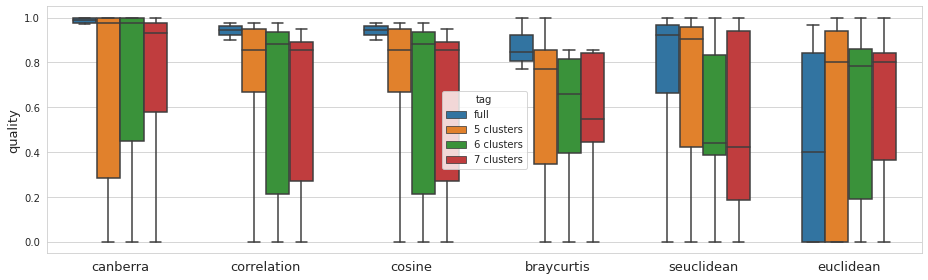 1.0
0.8
0.6
0.4
0.2
0.0
quality
tag
full
5 clusters
6 clusters
7 clusters
canberra correlation cosine braycurtis seuclidean euclidean